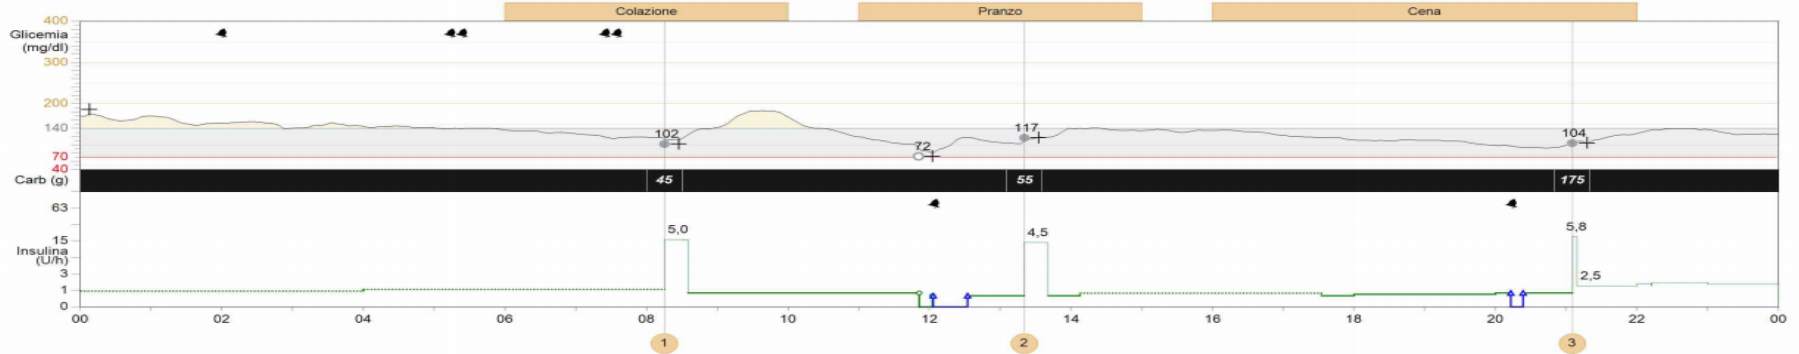 Colazione Pranzo Cena
400
Glicemia
(mg/dl)
300
200
140
102 72 117 104
70
40
Carb (g) 45 55 175
63
15
5,0 4,5 5,8
Insulina
(U/h)
3
2,5
1
0
00 02 04 06 08 10 12 14 16 18 20 22 00
1 2 3